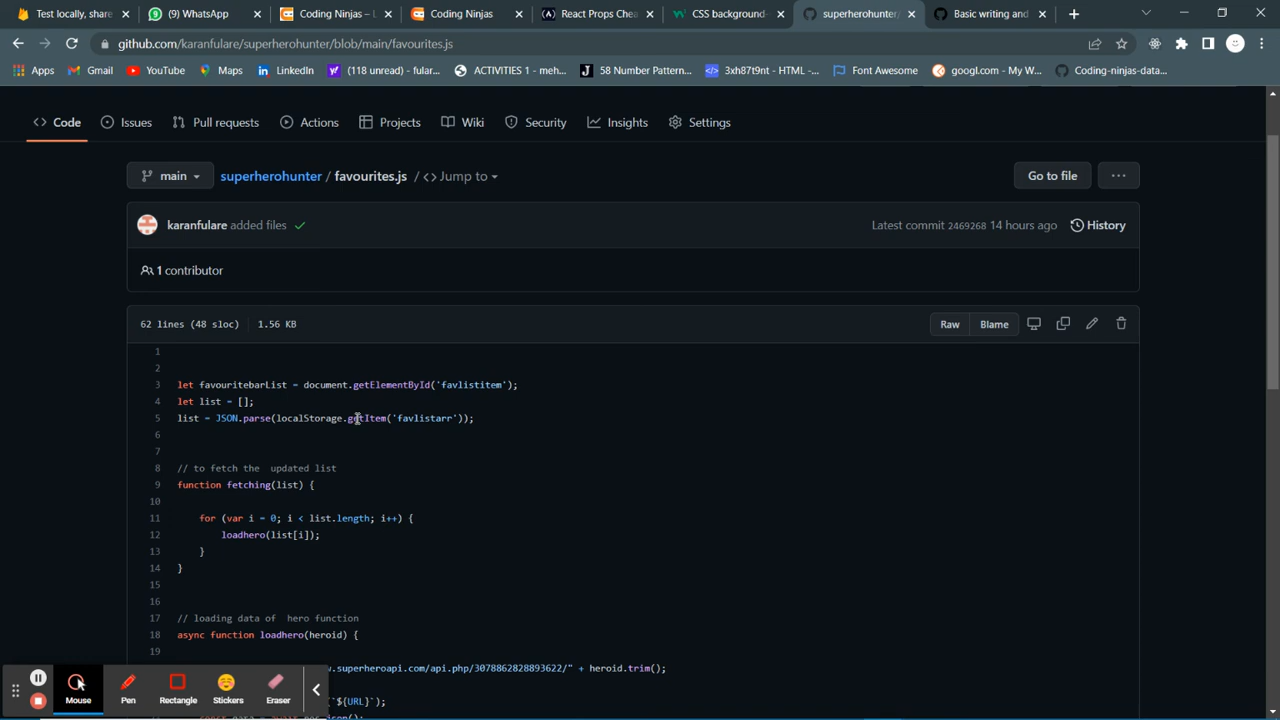 Test locally, share
(9) WhatsApp
Coding Ninjas – L
Coding Ninjas
React Props Chea
CSS background-
superherohunter/
Basic writing and
github.com/karanfulare/superherohunter/blob/main/favourites.js
Apps
Gmail
YouTube
Maps
LinkedIn
(118 unread) - fular...
ACTIVITIES 1 - meh...
58 Number Pattern...
3xh87t9nt - HTML -...
Font Awesome
googl.com - My W...
Coding-ninjas-data...
Code
Issues
Pull requests
Actions
Projects
Wiki
Security
Insights
Settings
main
superherohunter / favourites.js / <> Jump to
Go to file
...
karanfulare added files
Latest commit 2469268 14 hours ago
History
1 contributor
62 lines (48 sloc) 1.56 KB
Raw
Blame
1
2
3 let favouritebarList = document.getElementById('favlistitem');
4 let list = [];
5 list = JSON.parse(localStorage.getItem('favlistarr'));
6
7
8 // to fetch the  updated list
9 function fetching(list) {
10
11 for (var i = 0; i < list.length; i++) {
12 loadhero(list[i]);
13 }
14 }
15
16
17 // loading data of  hero function
18 async function loadhero(heroid) {
19
.superheroapi.com/api.php/3078862828893622/" + heroid.trim();
`${URL}`);
Mouse
Pen
Rectangle
Stickers
Eraser